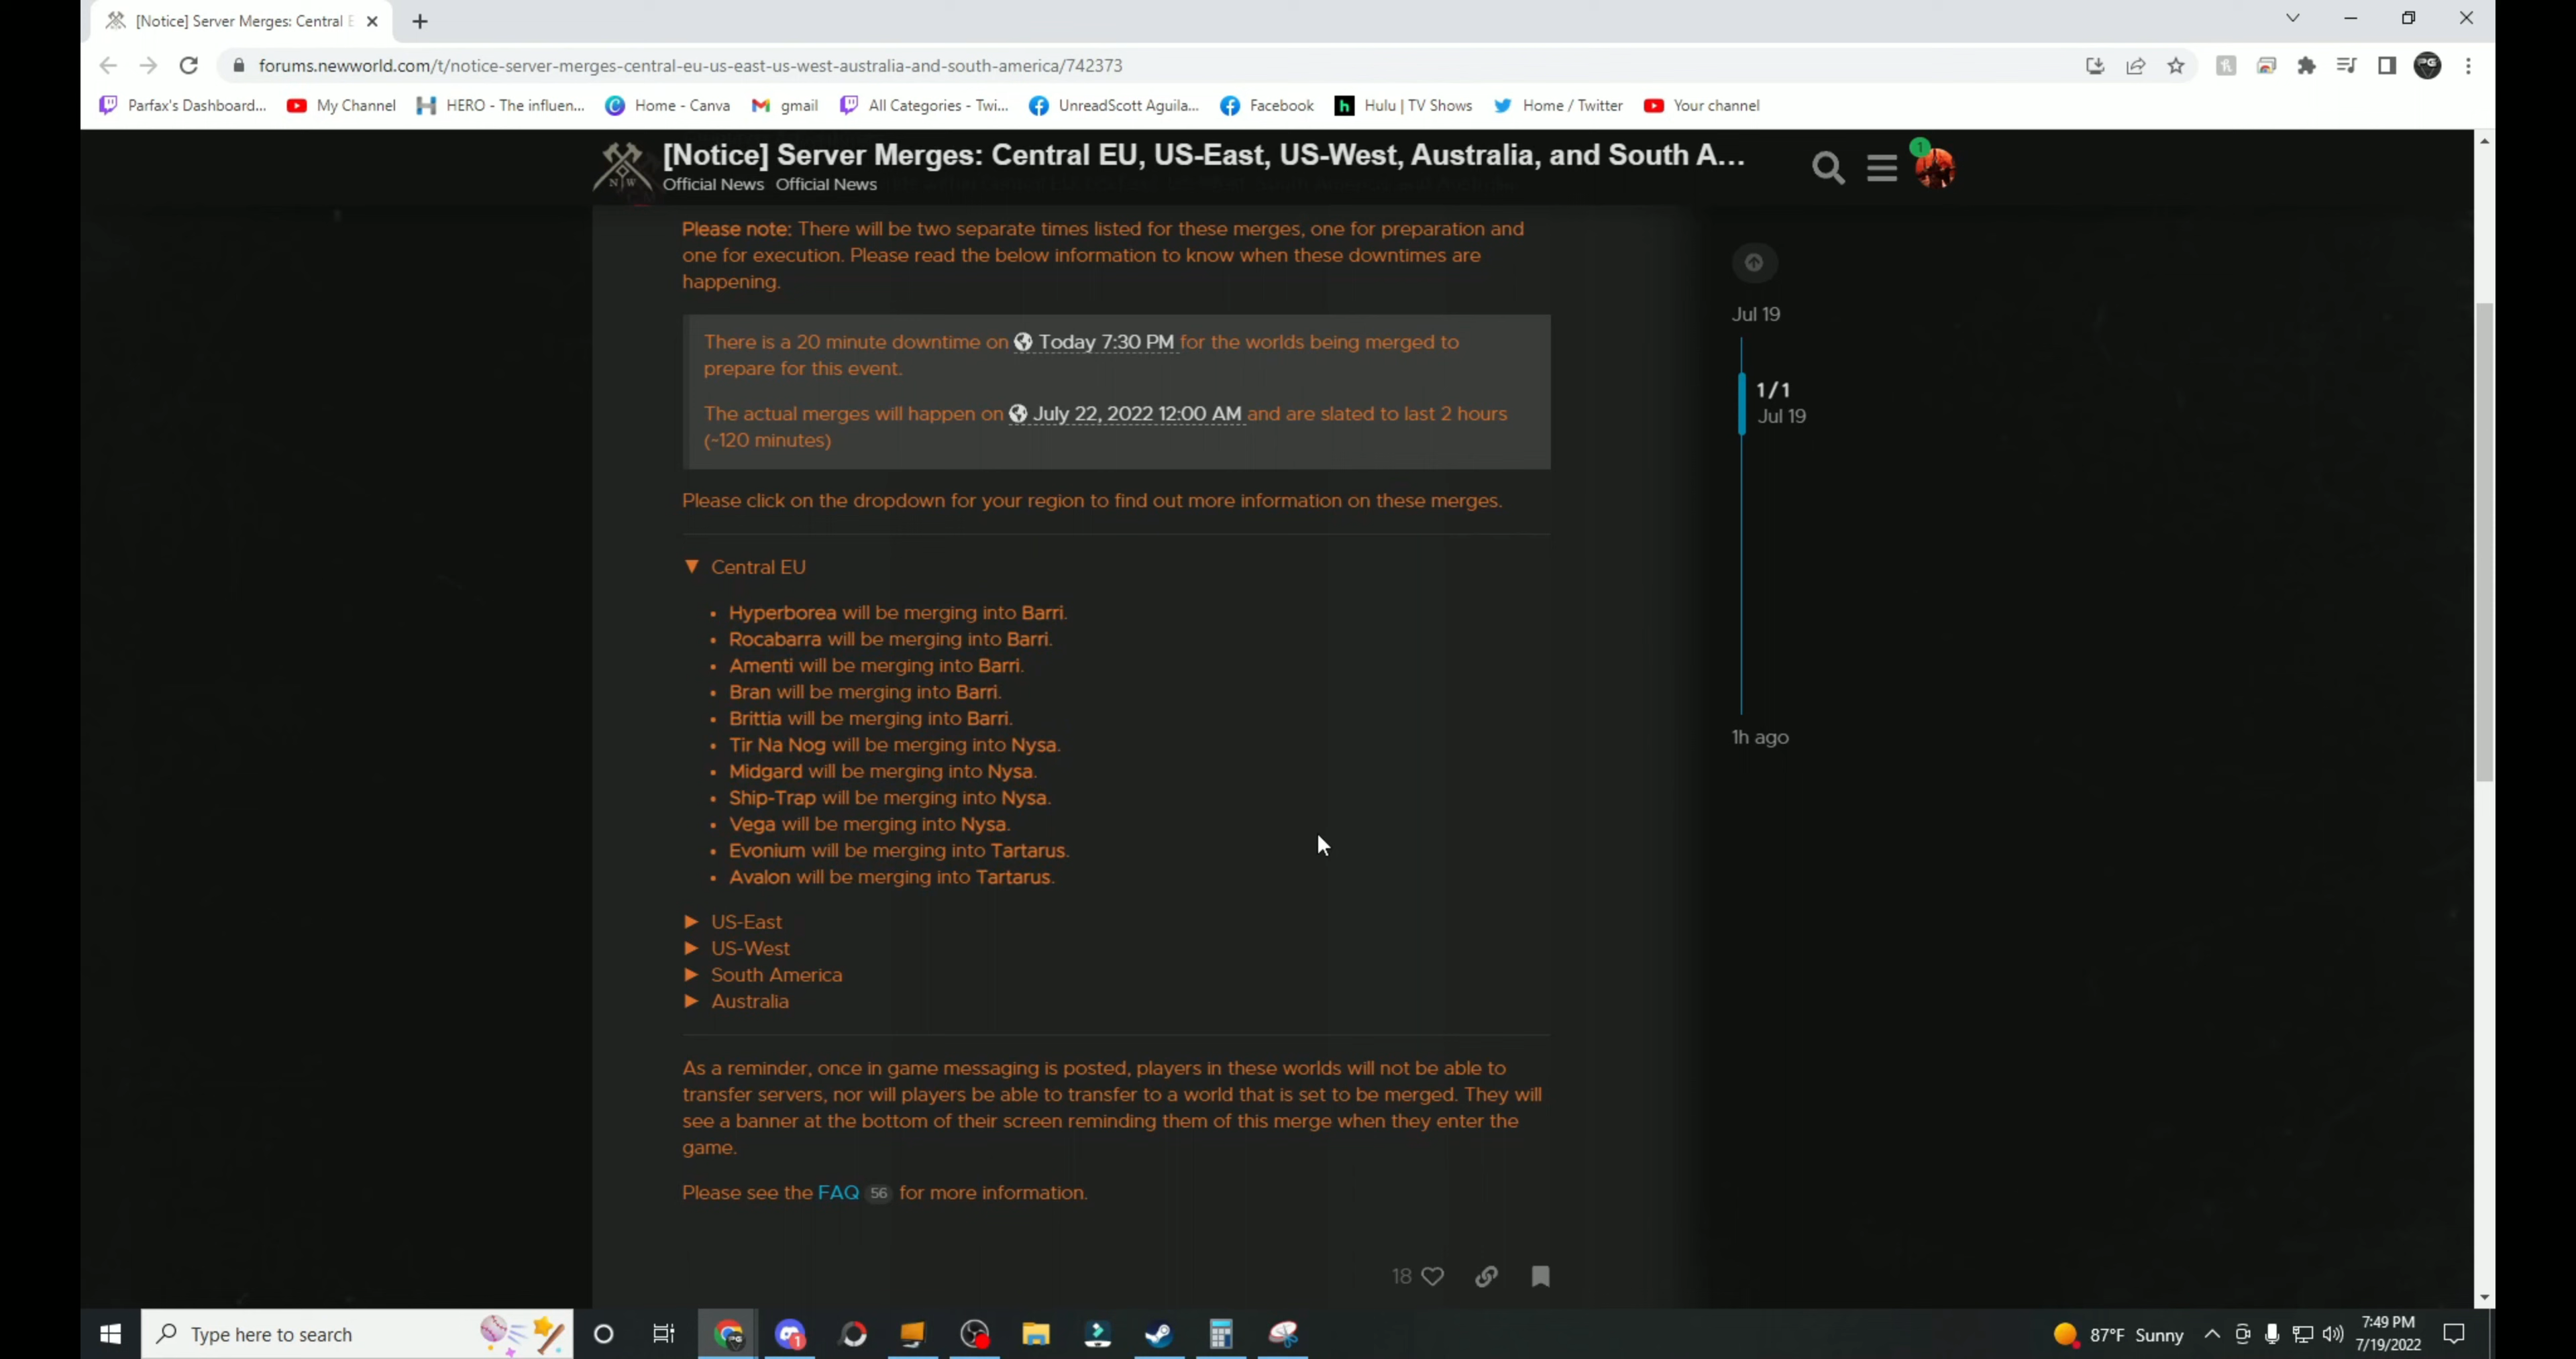 [Notice] Server Merges: Central E
forums.newworld.com/t/notice-server-merges-central-eu-us-east-us-west-australia-and-south-america/742373
Parfax's Dashboard... My Channel HERO - The influen... Home - Canva gmail All Categories - Twi... UnreadScott Aguila... Facebook Hulu | TV Shows Home / Twitter Your channel
[Notice] Server Merges: Central EU, US-East, US-West, Australia, and South A...
Official News Official News
1
N W
Please note: There will be two separate times listed for these merges, one for preparation and
one for execution. Please read the below information to know when these downtimes are
happening.
There is a 20 minute downtime on Today 7:30 PM for the worlds being merged to
prepare for this event.
The actual merges will happen on July 22, 2022 12:00 AM and are slated to last 2 hours
(~120 minutes)
Please click on the dropdown for your region to find out more information on these merges.
▼ Central EU
• Hyperborea will be merging into Barri.
• Rocabarra will be merging into Barri.
• Amenti will be merging into Barri.
• Bran will be merging into Barri.
• Brittia will be merging into Barri.
• Tir Na Nog will be merging into Nysa.
• Midgard will be merging into Nysa.
• Ship-Trap will be merging into Nysa.
• Vega will be merging into Nysa.
• Evonium will be merging into Tartarus.
• Avalon will be merging into Tartarus.
► US-East
► US-West
► South America
► Australia
As a reminder, once in game messaging is posted, players in these worlds will not be able to
transfer servers, nor will players be able to transfer to a world that is set to be merged. They will
see a banner at the bottom of their screen reminding them of this merge when they enter the
game.
Please see the FAQ 56 for more information.
18
Jul 19
1/1
Jul 19
1h ago
Type here to search
1
87°F Sunny
7:49 PM
7/19/2022